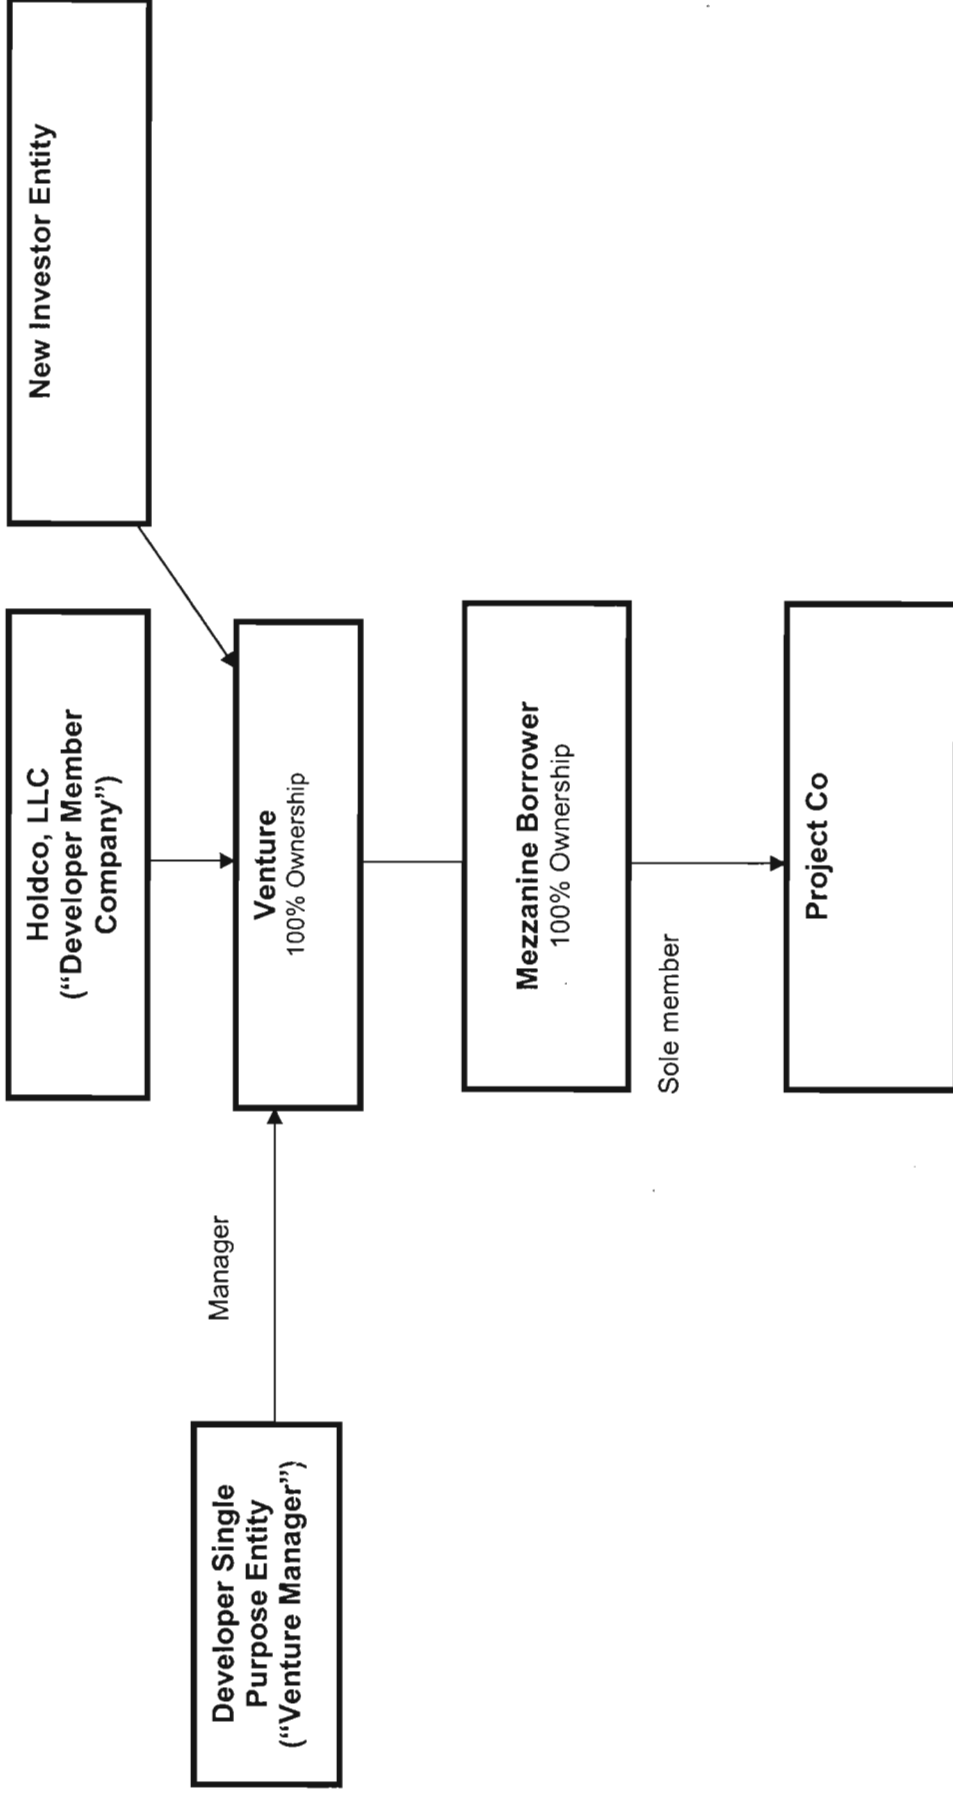 Holdco, LLC
(“Developer Member
Company”)
New Investor Entity
Developer Single
Purpose Entity
(“Venture Manager”)
Manager
Venture
100% Ownership
Mezzanine Borrower
100% Ownership
Sole member
Project Co